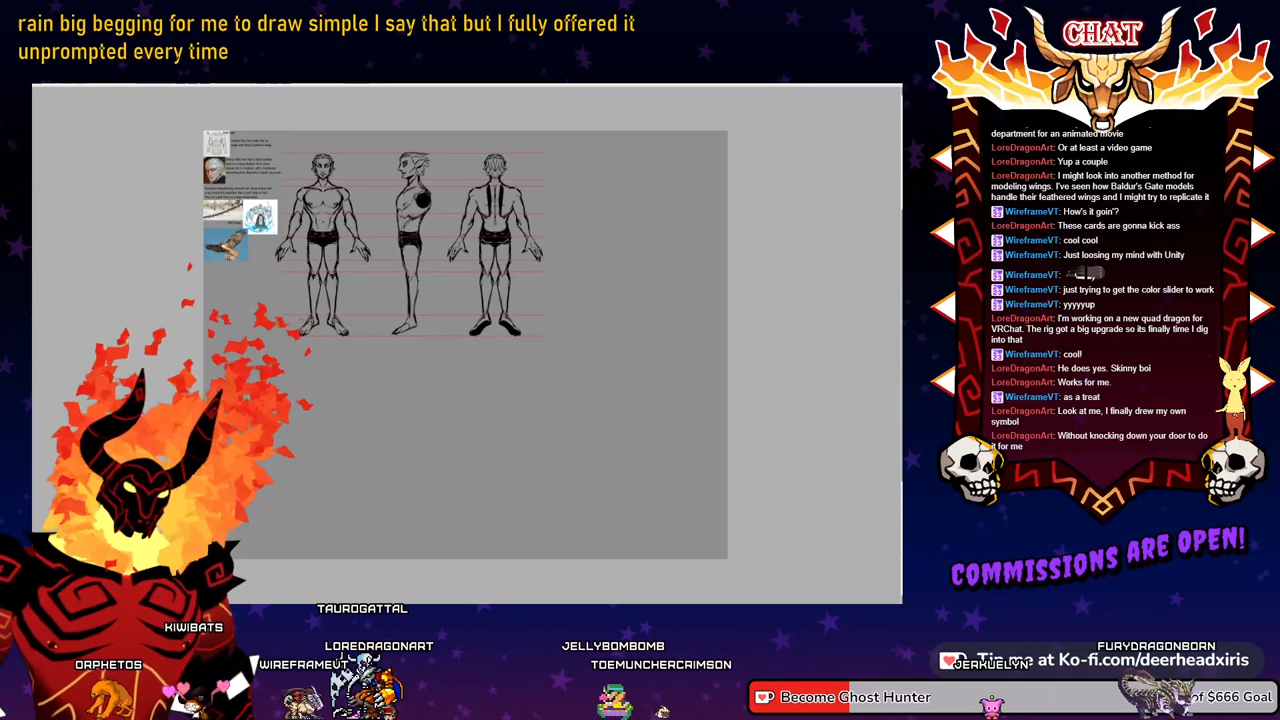 rain big begging for me to draw simple I say that but I fully offered it
unprompted every time
CHAT
department for an animated movie
LoreDragonArt: Or at least a video game
LoreDragonArt: Yup a couple
LoreDragonArt: I might look into another method for
modeling wings. I've seen how Baldur's Gate models
handle their feathered wings and I might try to replicate it
WireframeVT: How's it goin'?
LoreDragonArt: These cards are gonna kick ass
WireframeVT: cool cool
WireframeVT: Just loosing my mind with Unity
WireframeVT:
WireframeVT: just trying to get the color slider to work
WireframeVT: yyyyyup
LoreDragonArt: I'm working on a new quad dragon for
VRChat. The rig got a big upgrade so its finally time I dig
into that
WireframeVT: cool!
LoreDragonArt: He does yes. Skinny boi
LoreDragonArt: Works for me.
WireframeVT: as a treat
LoreDragonArt: Look at me, I finally drew my own
symbol
LoreDragonArt: Without knocking down your door to do
it for me
COMMISSIONS ARE OPEN!
TAUROGATTAL
KIWIBATS
LOREDRAGONART
JELLYBOMBOMB
FURYDRAGONBORN
ORPHETOS
WIREFRAMEVT
TOEMUNCHERCRIMSON
JERKUELYN
Tip me at Ko-fi.com/deerheadxiris
Become Ghost Hunter
of $666 Goal